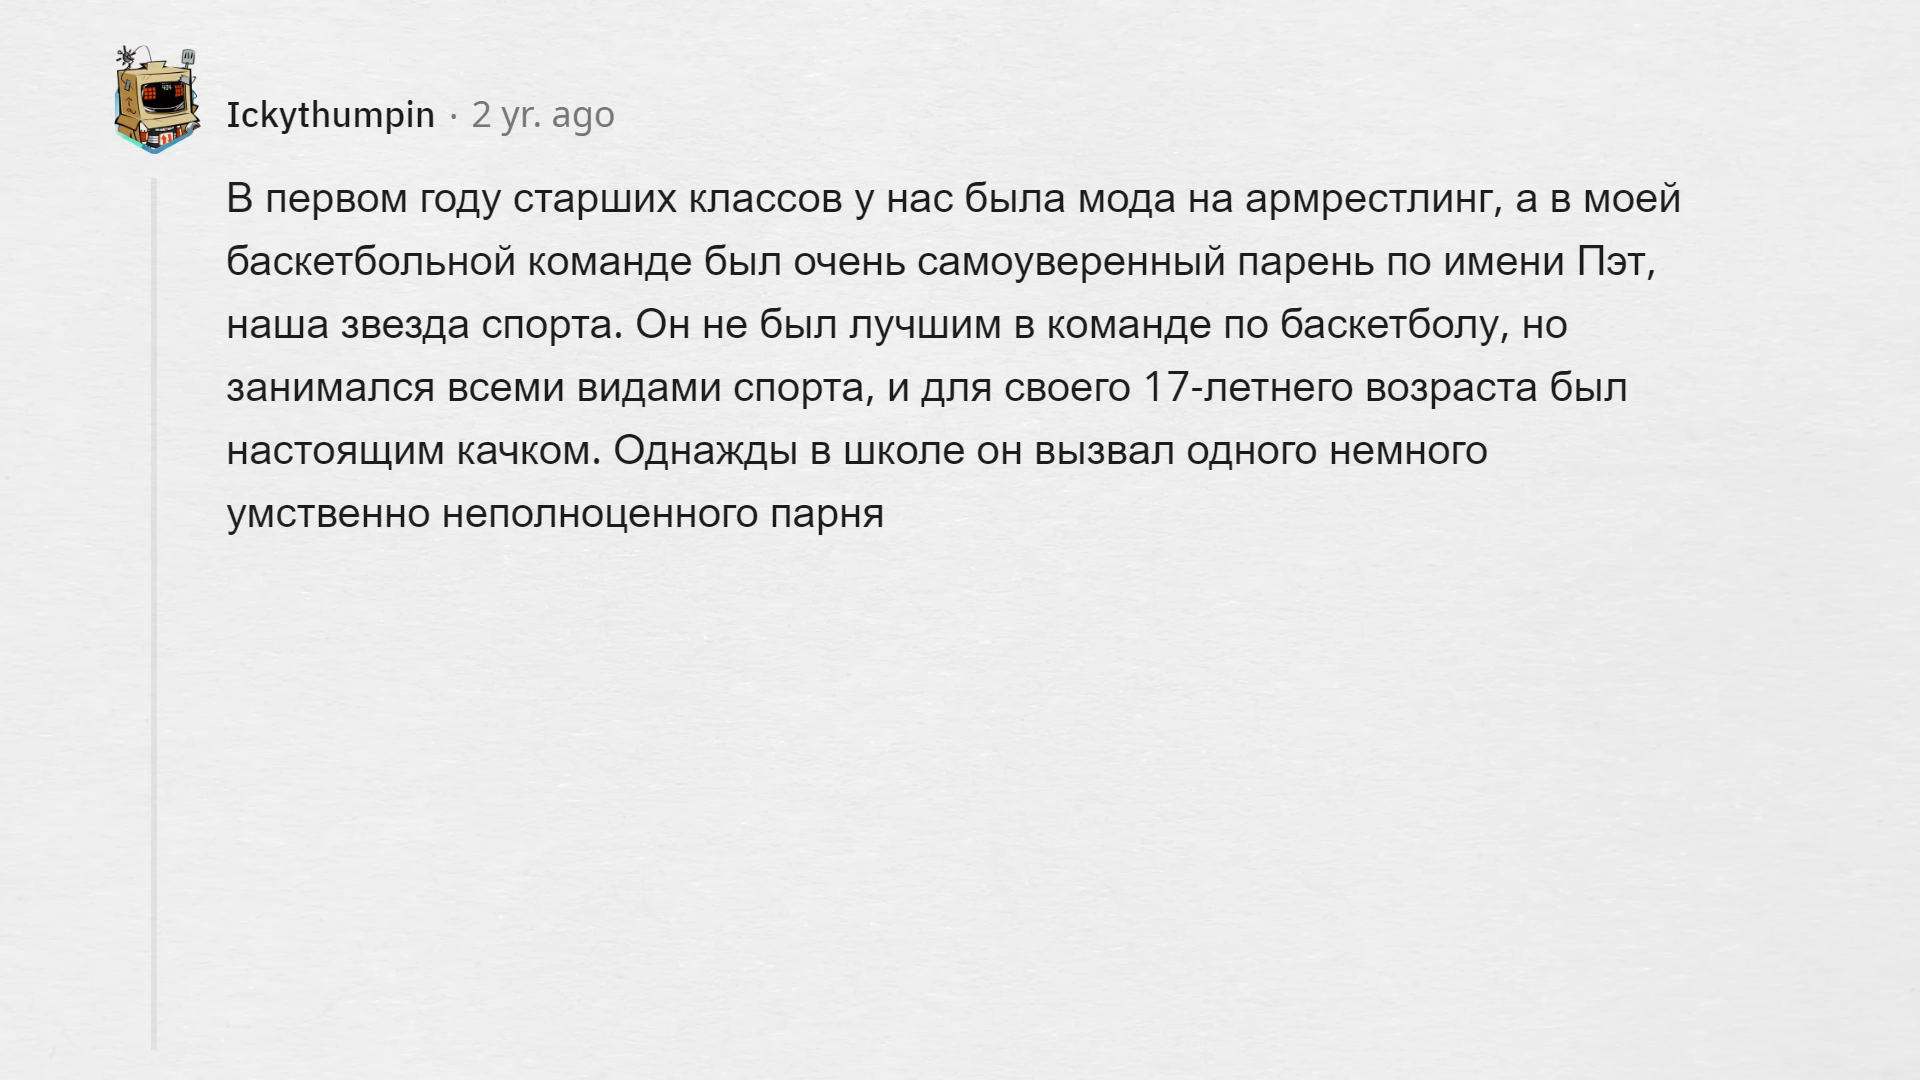 Ickythumpin · 2 yr. ago
В первом году старших классов у нас была мода на армрестлинг, а в моей
баскетбольной команде был очень самоуверенный парень по имени Пэт,
наша звезда спорта. Он не был лучшим в команде по баскетболу, но
занимался всеми видами спорта, и для своего 17-летнего возраста был
настоящим качком. Однажды в школе он вызвал одного немного
умственно неполноценного парня